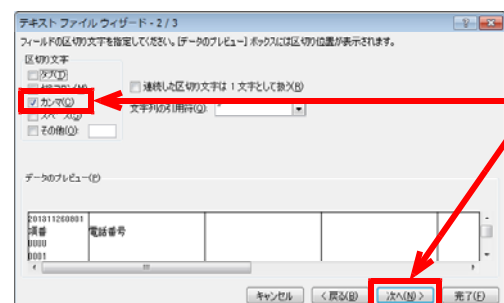 テキスト ファイル ウィザード - 2 / 3
フィールドの区切り文字を指定してください。[データのプレビュー] ボックスには区切り位置が表示されます。
区切り文字
タブ(T)
連続した区切り文字は 1 文字として扱う(R)
カンマ(C)
文字列の引用符(Q):
"
スペース(S)
その他(O):
データのプレビュー(P)
201011260801
項番 電話番号
0000
0001
キャンセル
< 戻る(B)
次へ(N) >
完了(F)